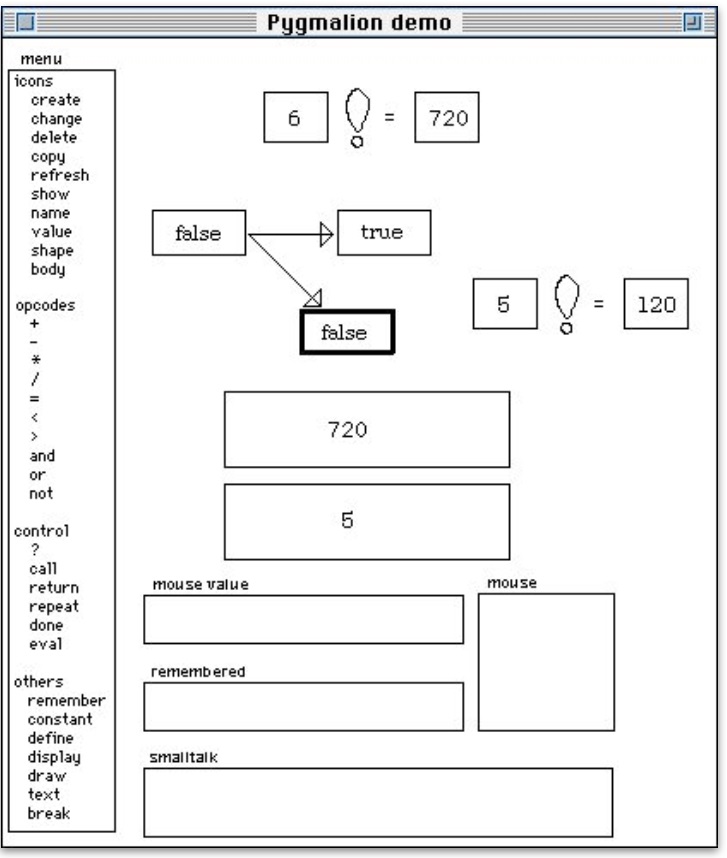 Pygmalion demo
menu
icons
create
change
delete
copy
refresh
show
name
value
shape
body
opcodes
+
-
*
/
=
<
>
and
or
not
control
?
call
return
repeat
done
eval
others
remember
constant
define
display
draw
text
break
6 ! = 720
false true
false
5 ! = 120
720
5
mouse value
mouse
remembered
smalltalk